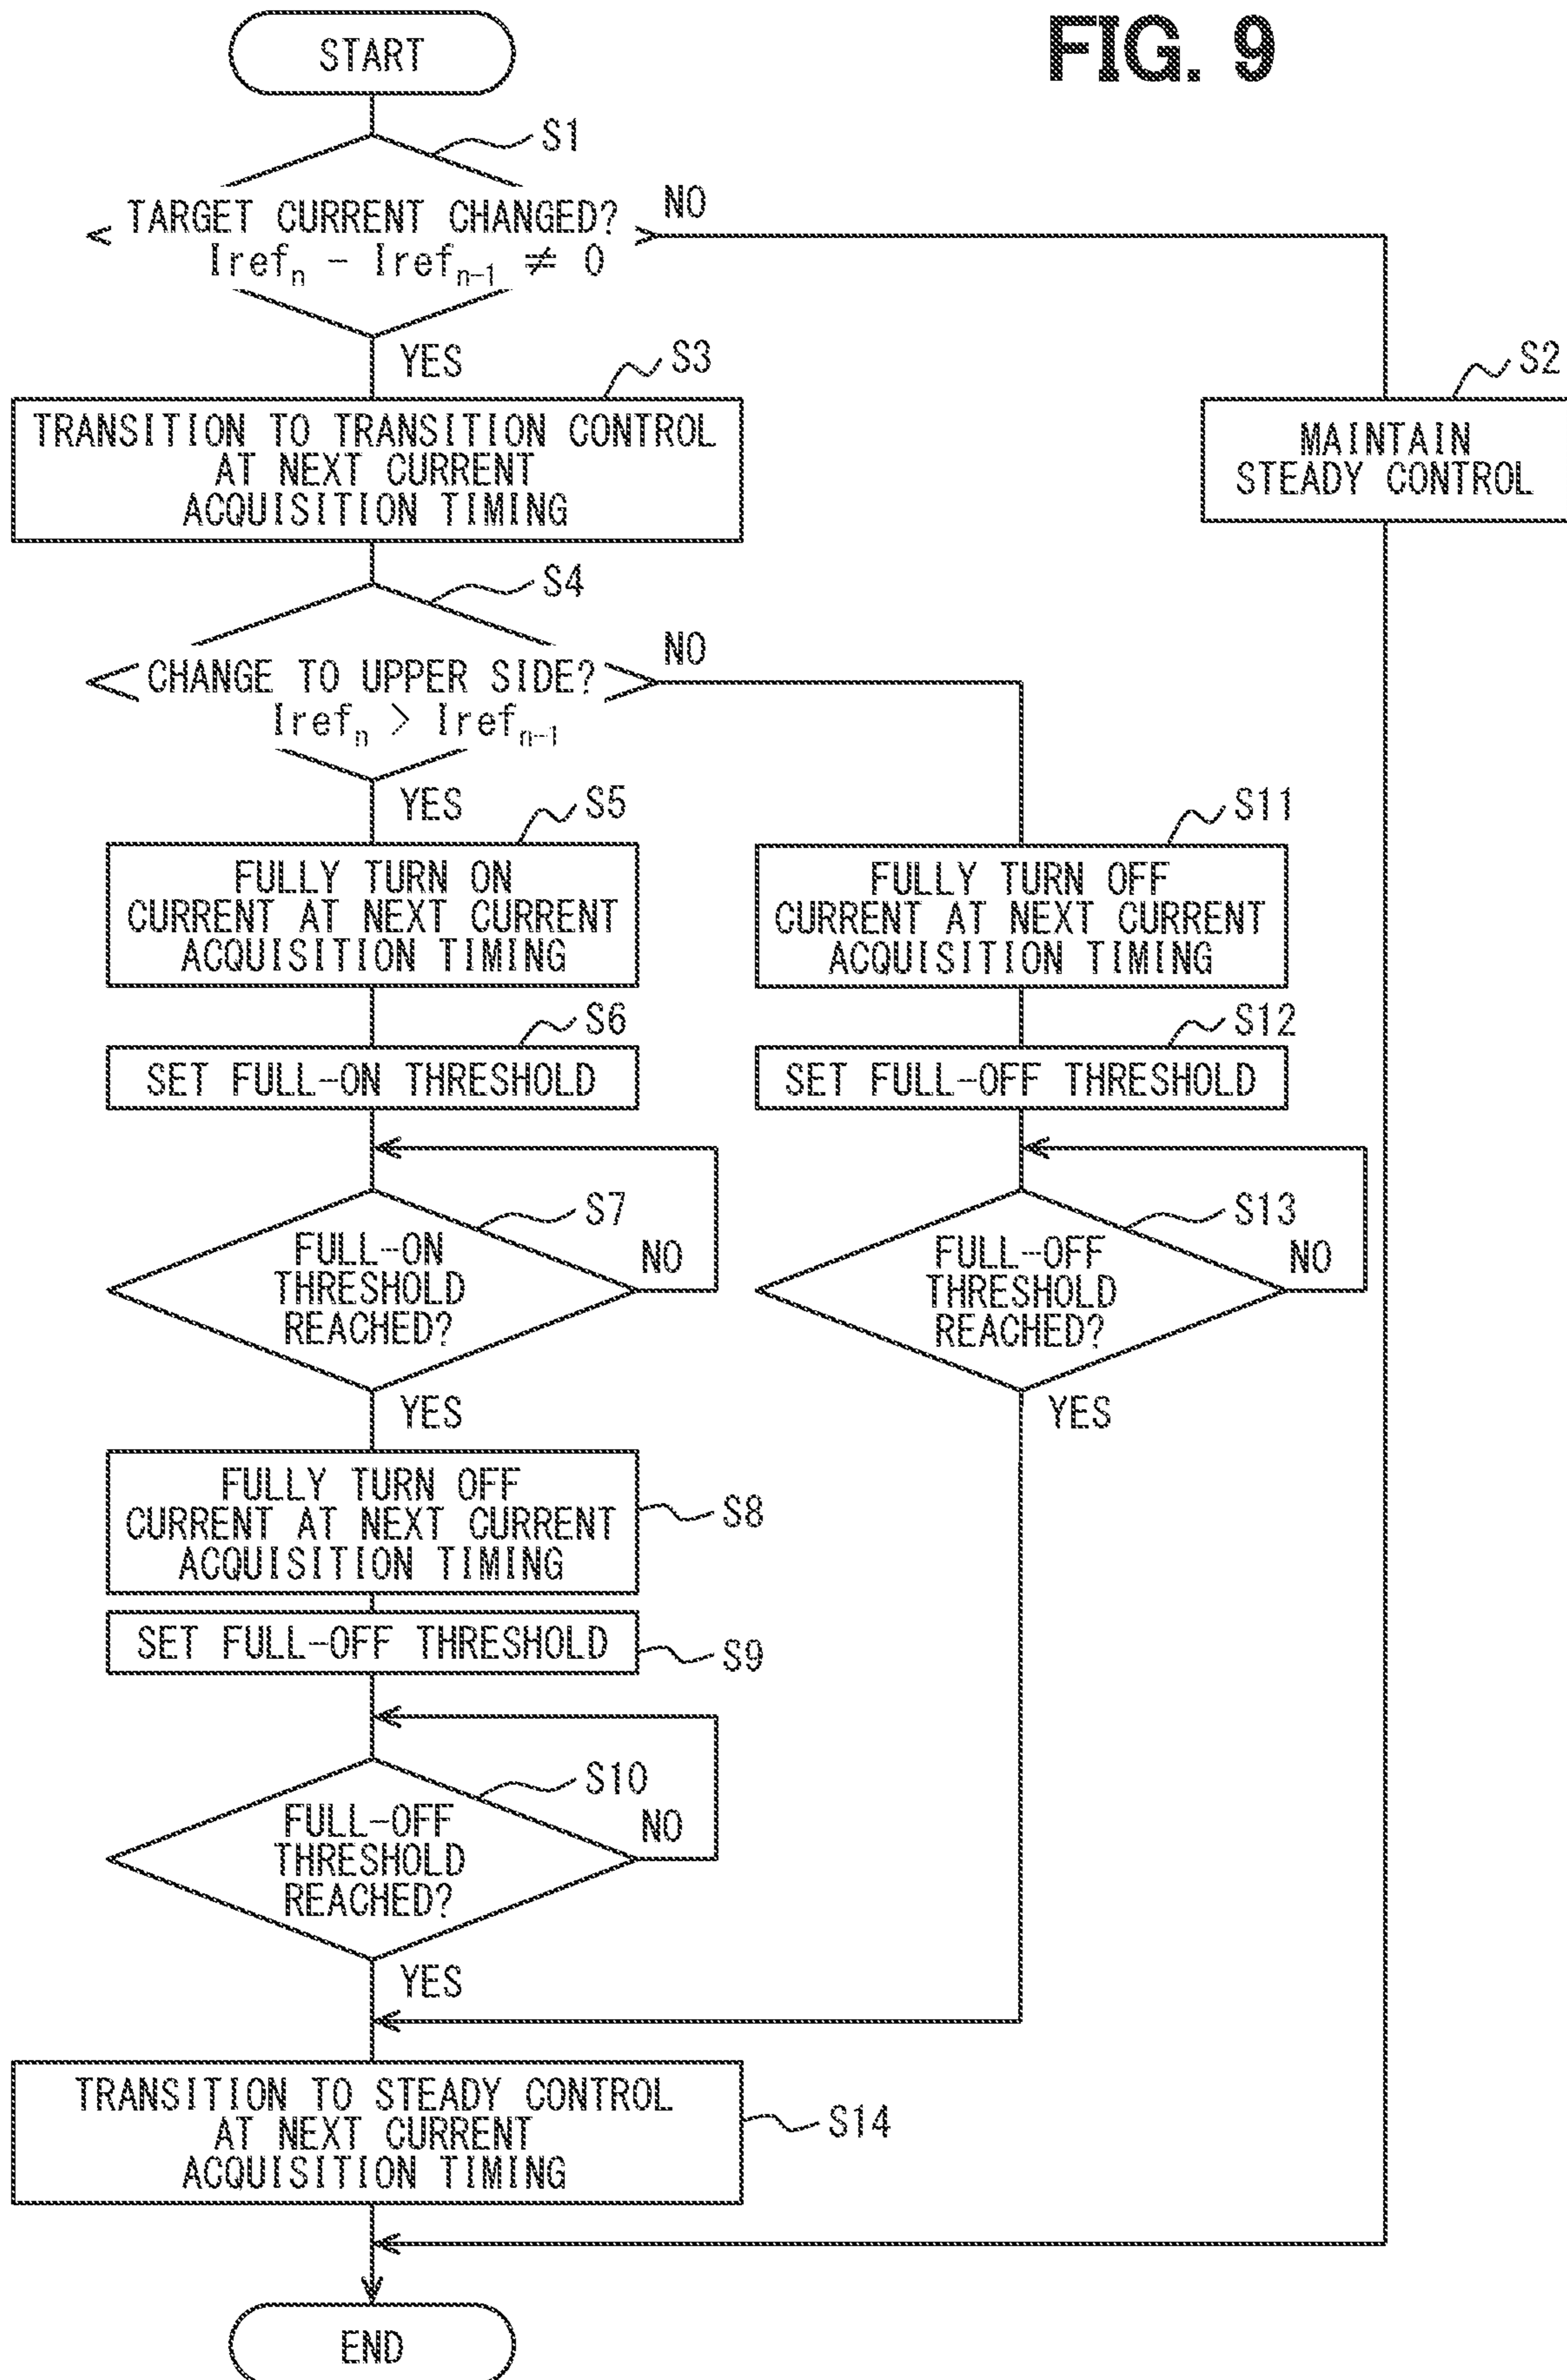 FIG. 9
START
S1
TARGET CURRENT CHANGED?
Iref_n - Iref_{n-1} ≠ 0
NO
YES
S2
MAINTAIN
STEADY CONTROL
S3
TRANSITION TO TRANSITION CONTROL
AT NEXT CURRENT
ACQUISITION TIMING
S4
CHANGE TO UPPER SIDE?
Iref_n > Iref_{n-1}
NO
YES
S5
FULLY TURN ON
CURRENT AT NEXT CURRENT
ACQUISITION TIMING
S11
FULLY TURN OFF
CURRENT AT NEXT CURRENT
ACQUISITION TIMING
S6
SET FULL-ON THRESHOLD
S12
SET FULL-OFF THRESHOLD
S7
FULL-ON
THRESHOLD
REACHED?
NO
YES
S13
FULL-OFF
THRESHOLD
REACHED?
NO
YES
FULLY TURN OFF
CURRENT AT NEXT CURRENT
ACQUISITION TIMING
S8
SET FULL-OFF THRESHOLD
S9
S10
FULL-OFF
THRESHOLD
REACHED?
NO
YES
TRANSITION TO STEADY CONTROL
AT NEXT CURRENT
ACQUISITION TIMING
S14
END